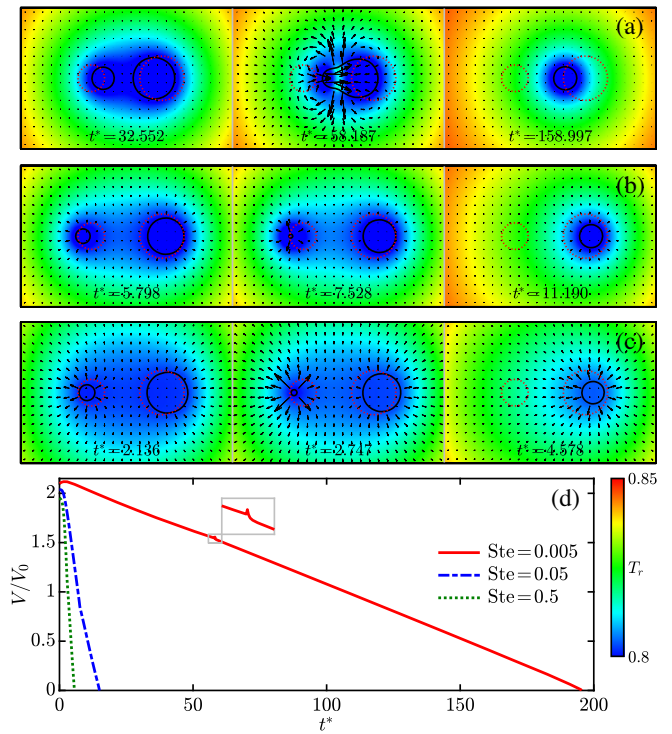 (a)
t*=32.552 t*=58.187 t*=158.997
(b)
t*=5.798 t*=7.528 t*=11.190
(c)
t*=2.136 t*=2.747 t*=4.578
(d)
2
1.5
1
0.5
0
V/V₀
Ste=0.005
Ste=0.05
Ste=0.5
0 50 100 150 200
t*
0.85
Tᵣ
0.8